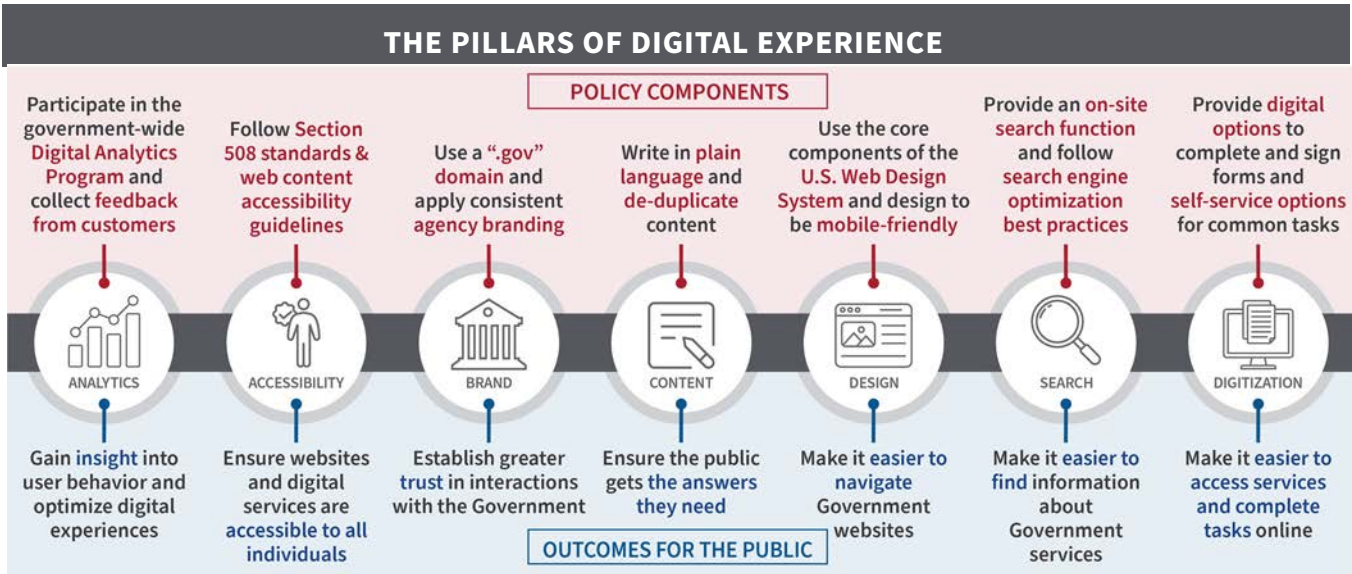 THE PILLARS OF DIGITAL EXPERIENCE
POLICY COMPONENTS
Participate in the
government-wide
Digital Analytics
Program and
collect feedback
from customers
Follow Section
508 standards &
web content
accessibility
guidelines
Use a “.gov”
domain and
apply consistent
agency branding
Write in plain
language and
de-duplicate
content
Use the core
components of the
U.S. Web Design
System and design to
be mobile-friendly
Provide an on-site
search function
and follow
search engine
optimization
best practices
Provide digital
options to
complete and sign
forms and
self-service options
for common tasks
ANALYTICS
ACCESSIBILITY
BRAND
CONTENT
DESIGN
SEARCH
DIGITIZATION
Gain insight into
user behavior and
optimize digital
experiences
Ensure websites
and digital
services are
accessible to all
individuals
Establish greater
trust in interactions
with the Government
Ensure the public
gets the answers
they need
Make it easier to
navigate
Government
websites
Make it easier to
find information
about
Government
services
Make it easier to
access services
and complete
tasks online
OUTCOMES FOR THE PUBLIC